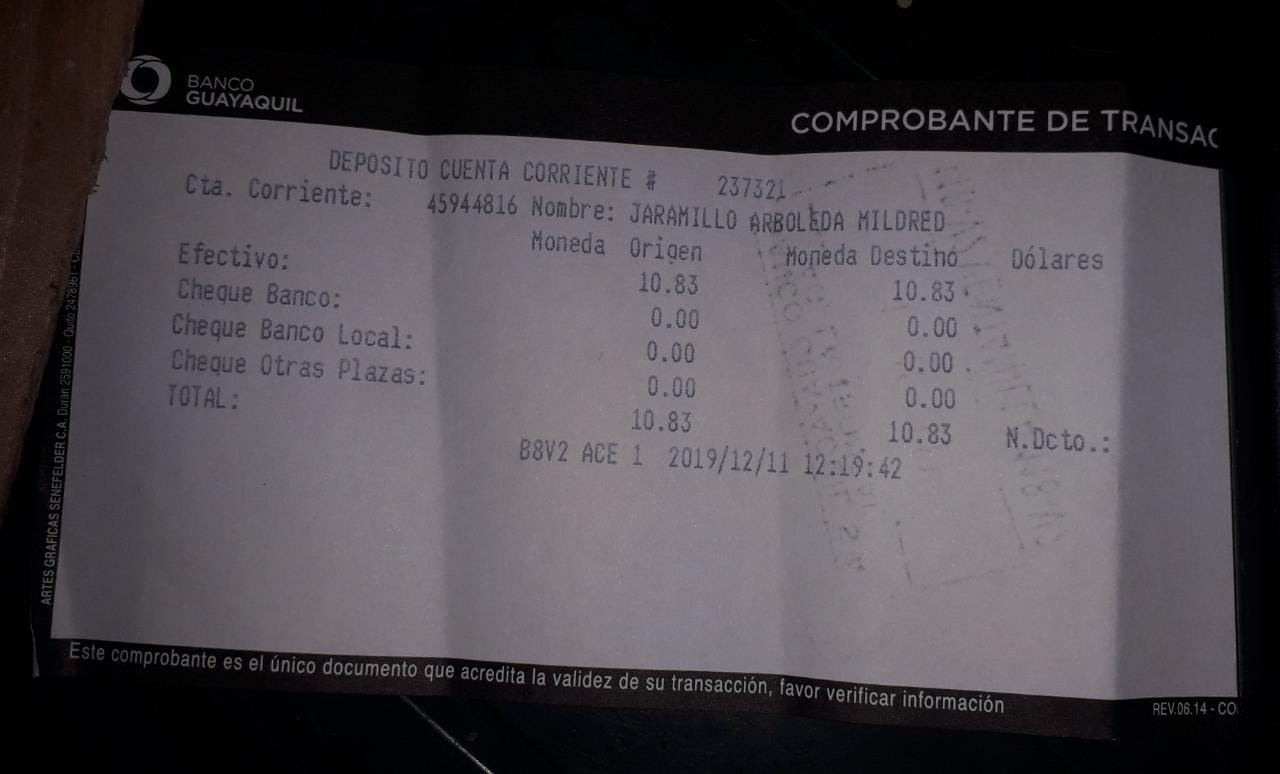 BANCO
GUAYAQUIL
COMPROBANTE DE TRANSAC
DEPOSITO CUENTA CORRIENTE # 237321
Cta. Corriente: 45944816 Nombre: JARAMILLO ARBOLEDA MILDRED
Moneda Origen Moneda Destino Dólares
Efectivo: 10.83 10.83
Cheque Banco: 0.00 0.00
Cheque Banco Local: 0.00 0.00
Cheque Otras Plazas: 0.00 0.00
TOTAL: 10.83 10.83 N.Dcto.:
B8V2 ACE 1 2019/12/11 12:19:42
Este comprobante es el único documento que acredita la validez de su transacción, favor verificar información
REV.06.14 - CO
ARTES GRAFICAS SENEFELDER C.A. Durán 2591000 - Quito 2478961